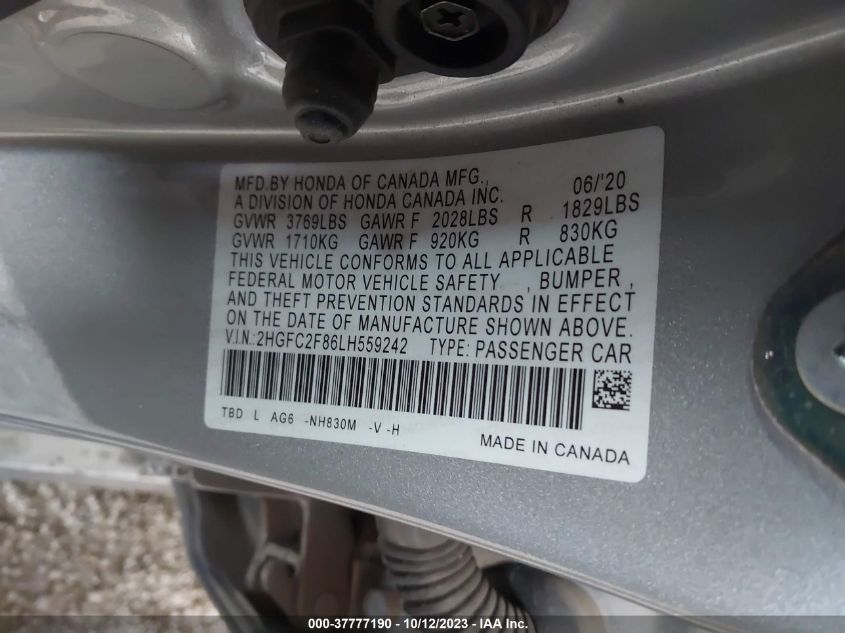 MFD.BY HONDA OF CANADA MFG., 06/'20
A DIVISION OF HONDA CANADA INC.
GVWR 3769LBS GAWR F 2028LBS R 1829LBS
GVWR 1710KG GAWR F 920KG R 830KG
THIS VEHICLE CONFORMS TO ALL APPLICABLE
FEDERAL MOTOR VEHICLE SAFETY , BUMPER ,
AND THEFT PREVENTION STANDARDS IN EFFECT
ON THE DATE OF MANUFACTURE SHOWN ABOVE.
V.I.N.:2HGFC2F86LH559242 TYPE: PASSENGER CAR
TBD L AG6 -NH830M -V -H
MADE IN CANADA
000-37777190 - 10/12/2023 - IAA Inc.